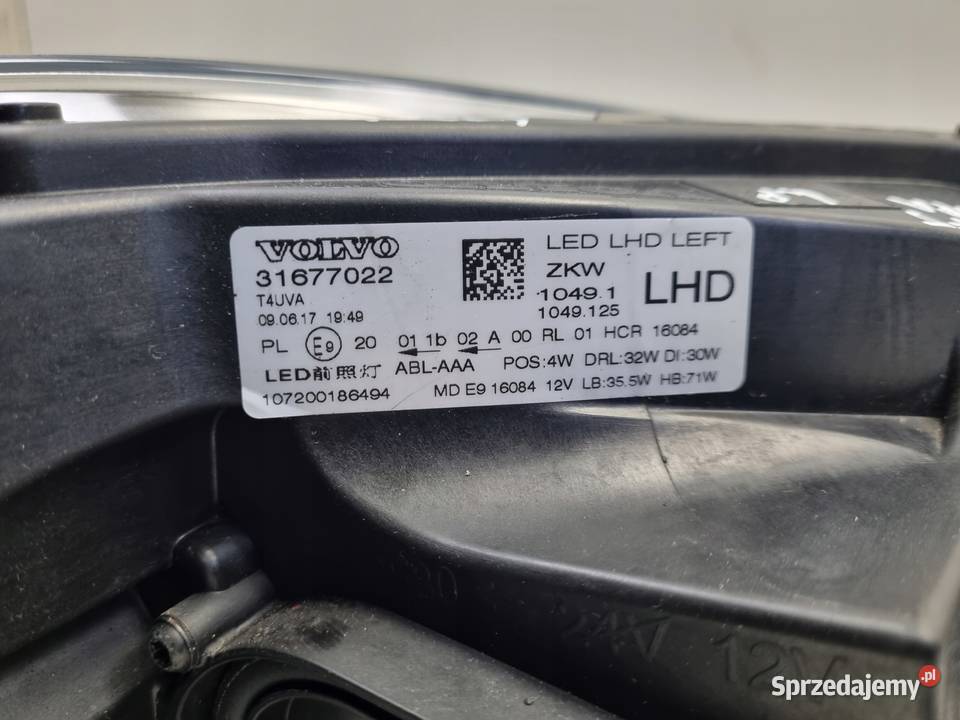 VOLVO
31677022
T4UVA
09.06.17 19:49
LED LHD LEFT
ZKW
1049.1
1049.125
LHD
PL E9 20 01 1b 02 A 00 RL 01 HCR 16084
LED前照灯 ABL-AAA POS:4W DRL:32W DI:30W
107200186494 MD E9 16084 12V LB:35.5W HB:71W
12V
Sprzedajemy.pl